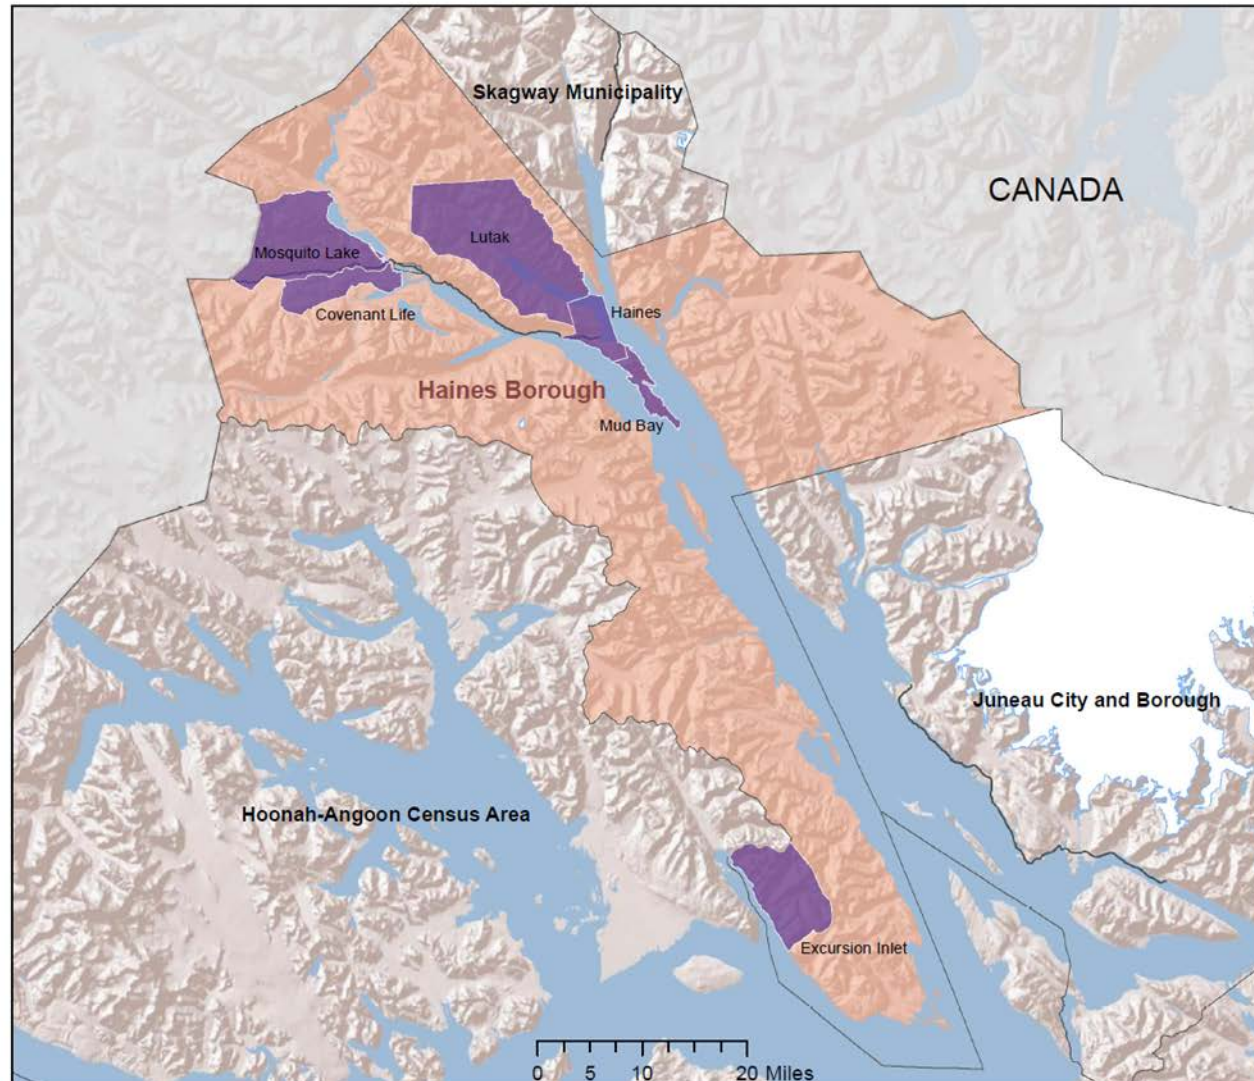 Skagway Municipality
CANADA
Lutak
Mosquito Lake
Covenant Life
Haines
Haines Borough
Mud Bay
Juneau City and Borough
Hoonah-Angoon Census Area
Excursion Inlet
0 5 10 20 Miles